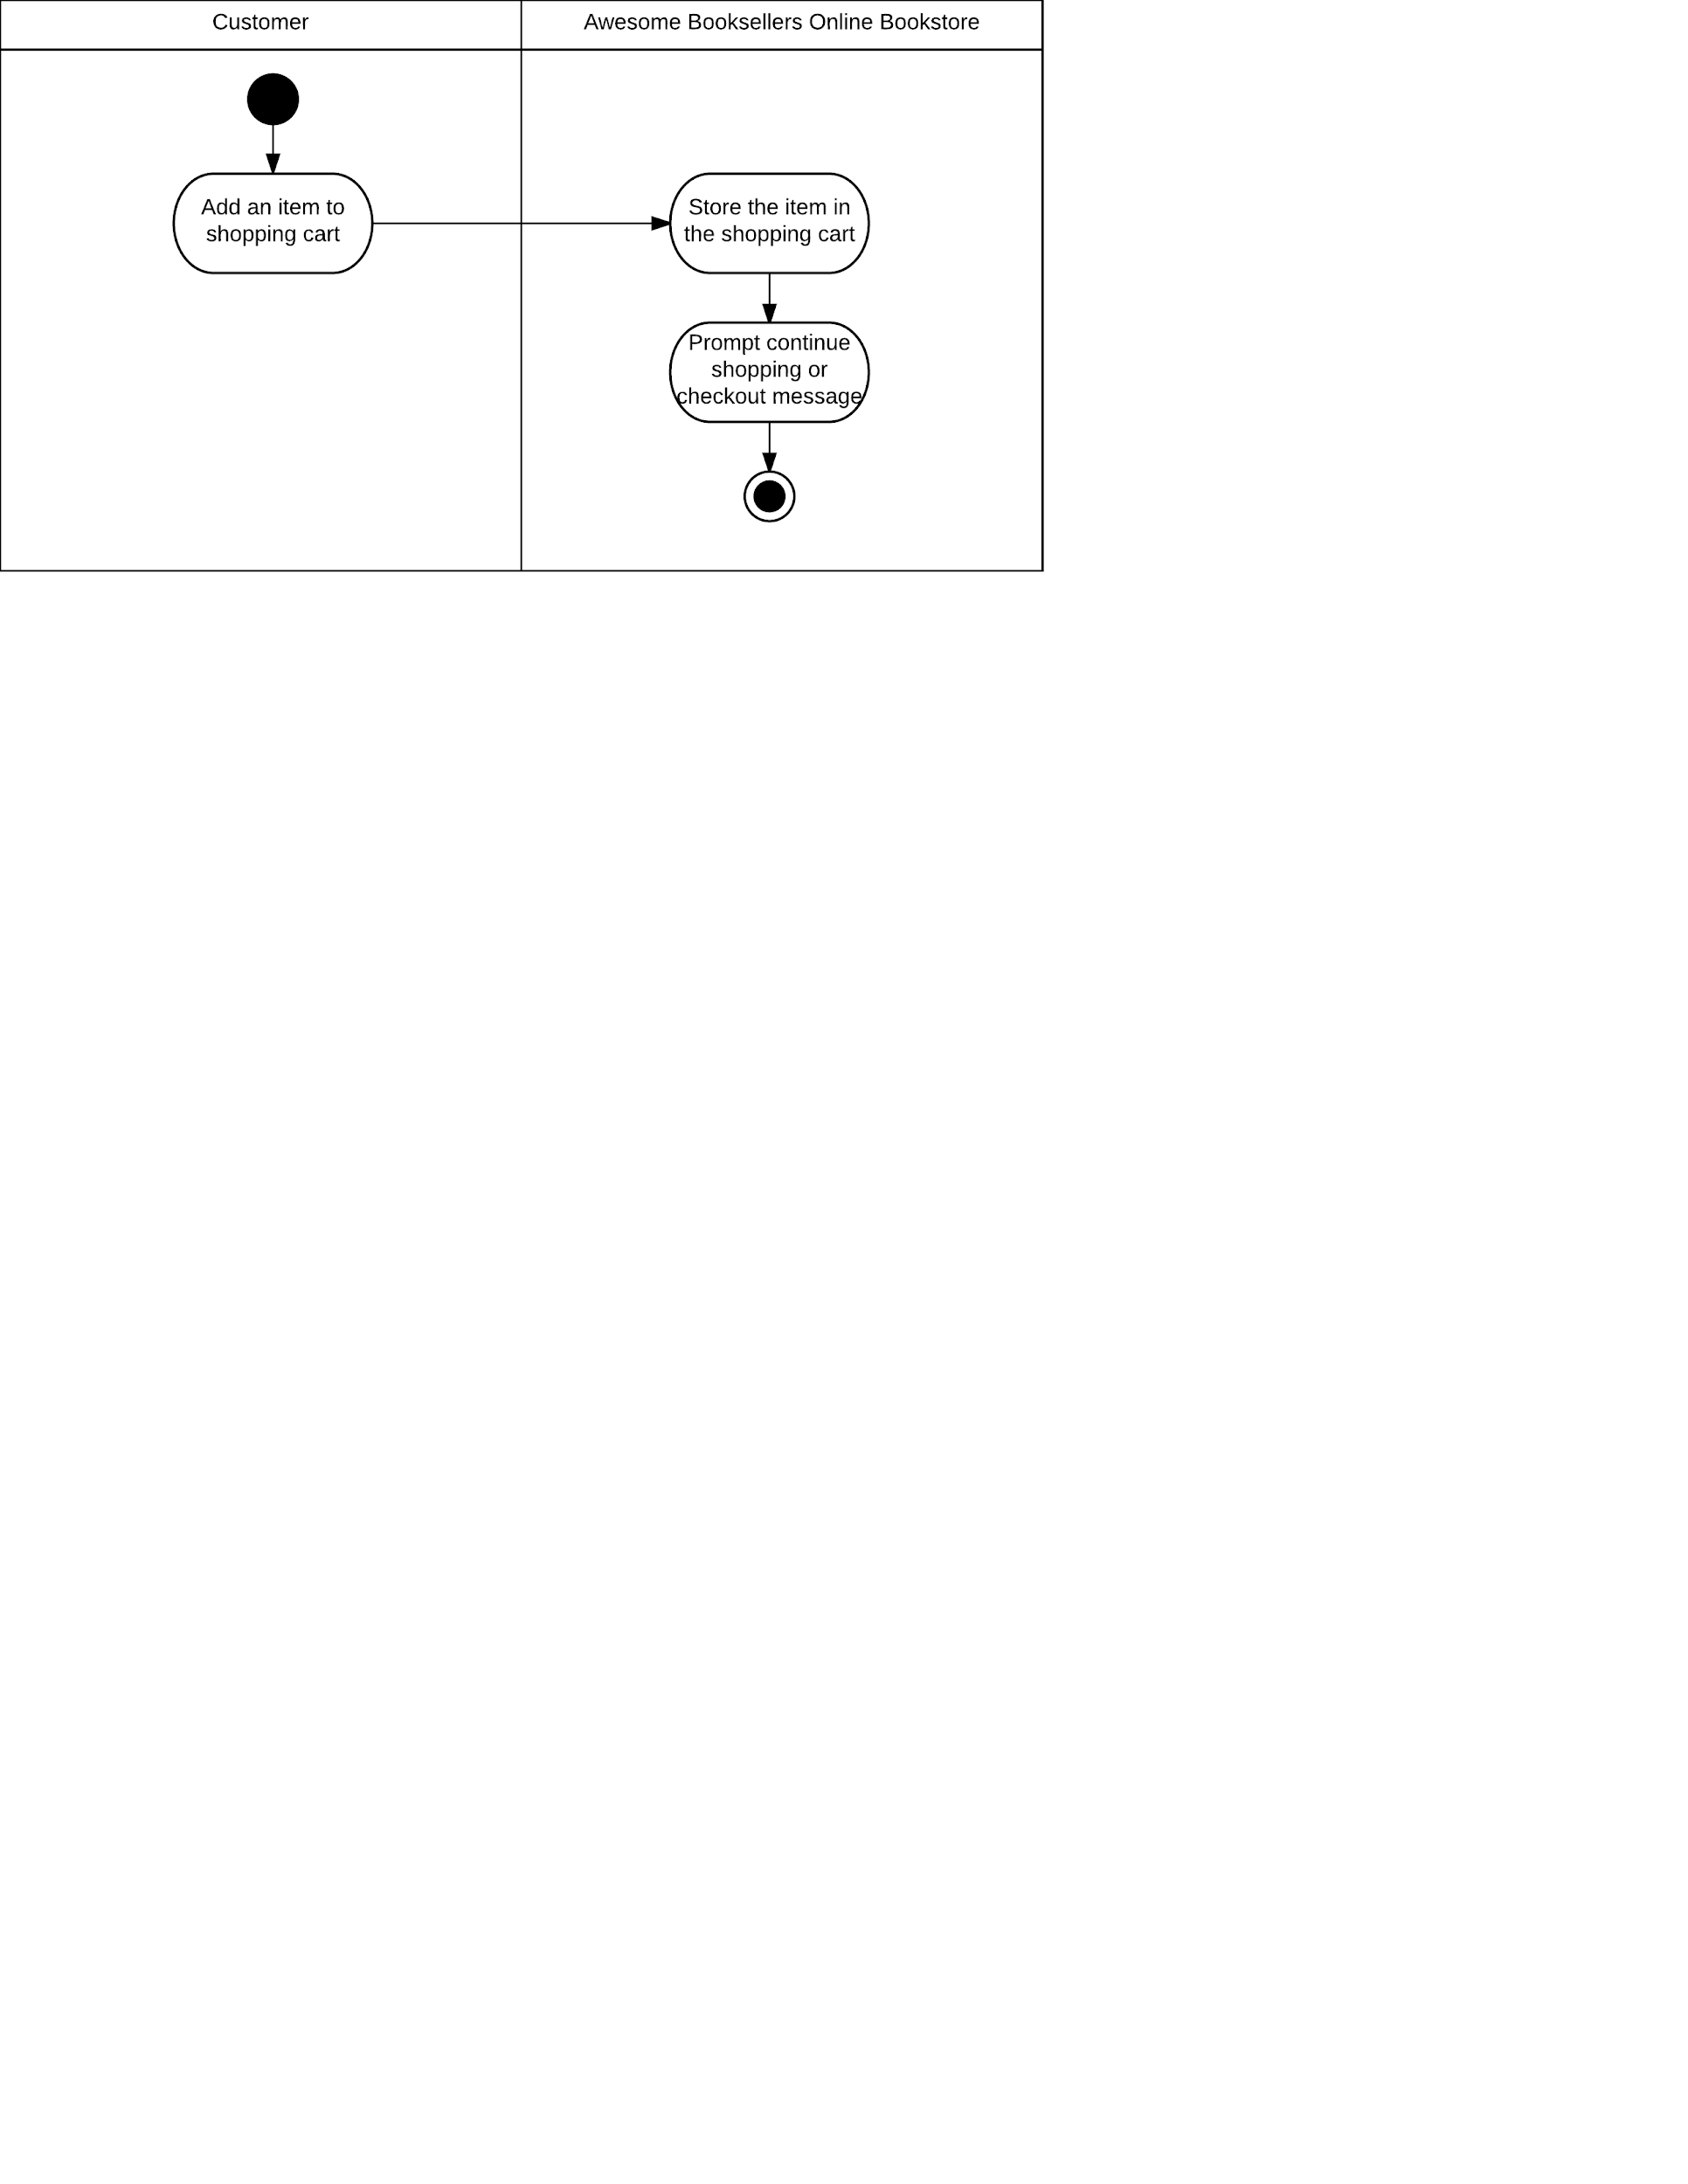 Customer
Awesome Booksellers Online Bookstore
Add an item to
shopping cart
Store the item in
the shopping cart
Prompt continue
shopping or
checkout message